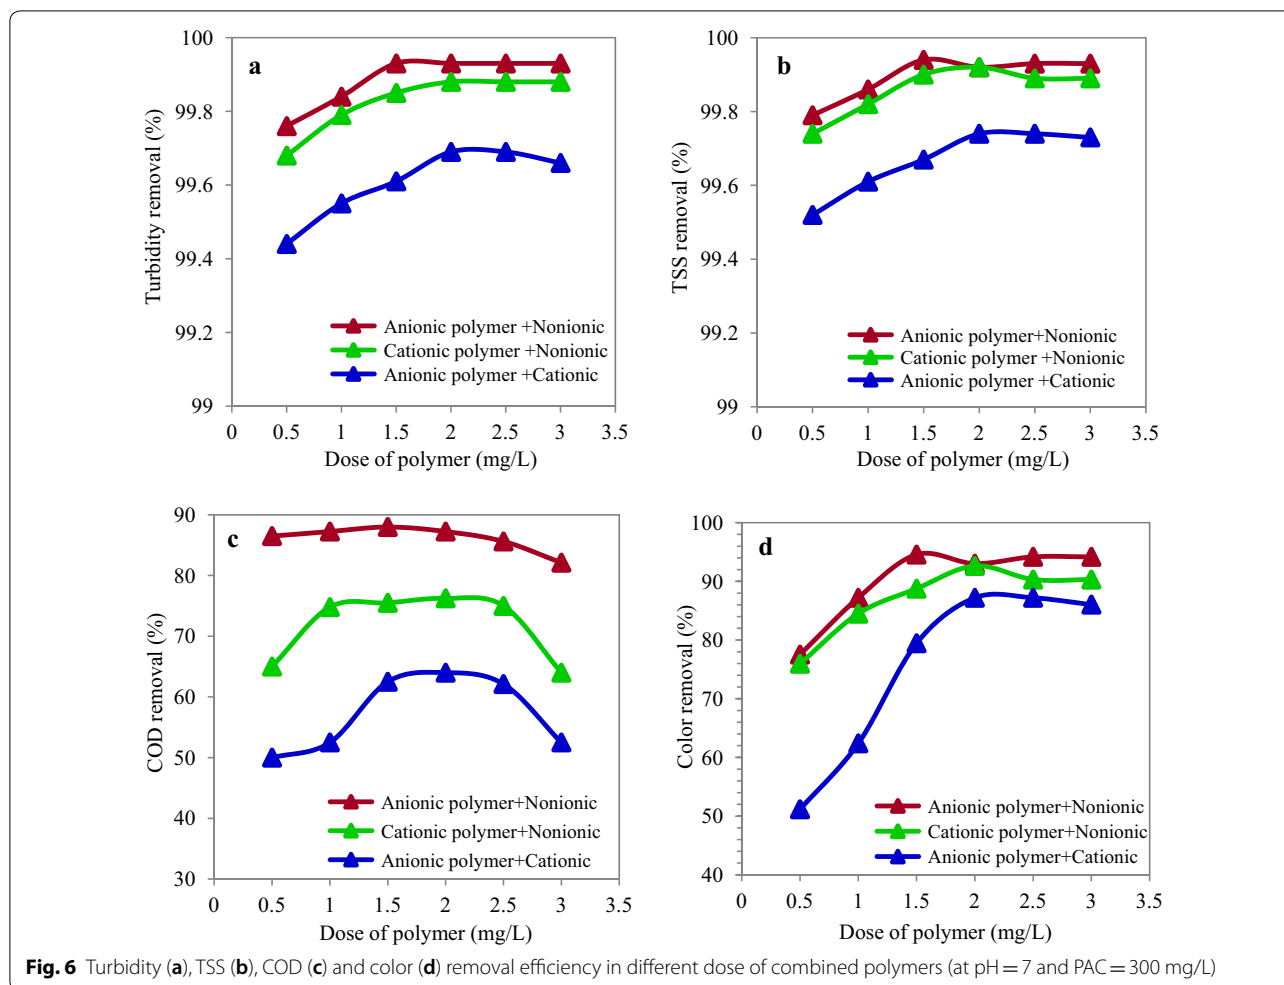 a
100
99.8
99.6
99.4
99.2
99
Turbidity removal (%)
Anionic polymer +Nonionic
Cationic polymer +Nonionic
Anionic polymer +Cationic
0 0.5 1 1.5 2 2.5 3 3.5
Dose of polymer (mg/L)
b
100
99.8
99.6
99.4
99.2
99
TSS removal (%)
Anionic polymer+Nonionic
Cationic polymer +Nonionic
Anionic polymer +Cationic
0 0.5 1 1.5 2 2.5 3 3.5
Dose of polymer (mg/L)
c
90
80
70
60
50
40
30
COD removal (%)
Anionic polymer+Nonionic
Cationic polymer+Nonionic
Anionic polymer+Cationic
0 0.5 1 1.5 2 2.5 3 3.5
Dose of polymer (mg/L)
d
100
90
80
70
60
50
40
Color removal (%)
Anionic polymer+Nonionic
Cationic polymer+Nonionic
Anionic polymer+Cationic
0 0.5 1 1.5 2 2.5 3 3.5
Dose of polymer (mg/L)
Fig. 6 Turbidity (a), TSS (b), COD (c) and color (d) removal efficiency in different dose of combined polymers (at pH = 7 and PAC = 300 mg/L)